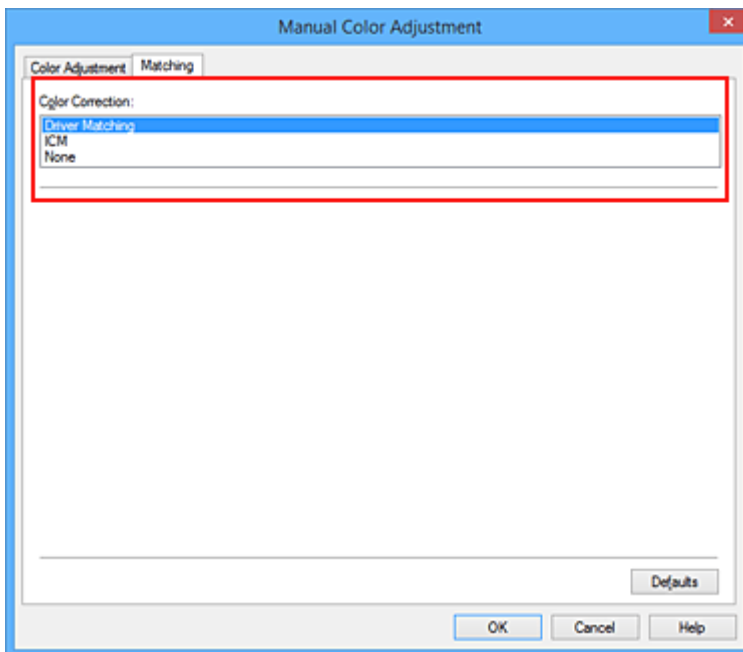 Manual Color Adjustment
Color Adjustment Matching
Color Correction:
Driver Matching
ICM
None
Defaults
OK Cancel Help